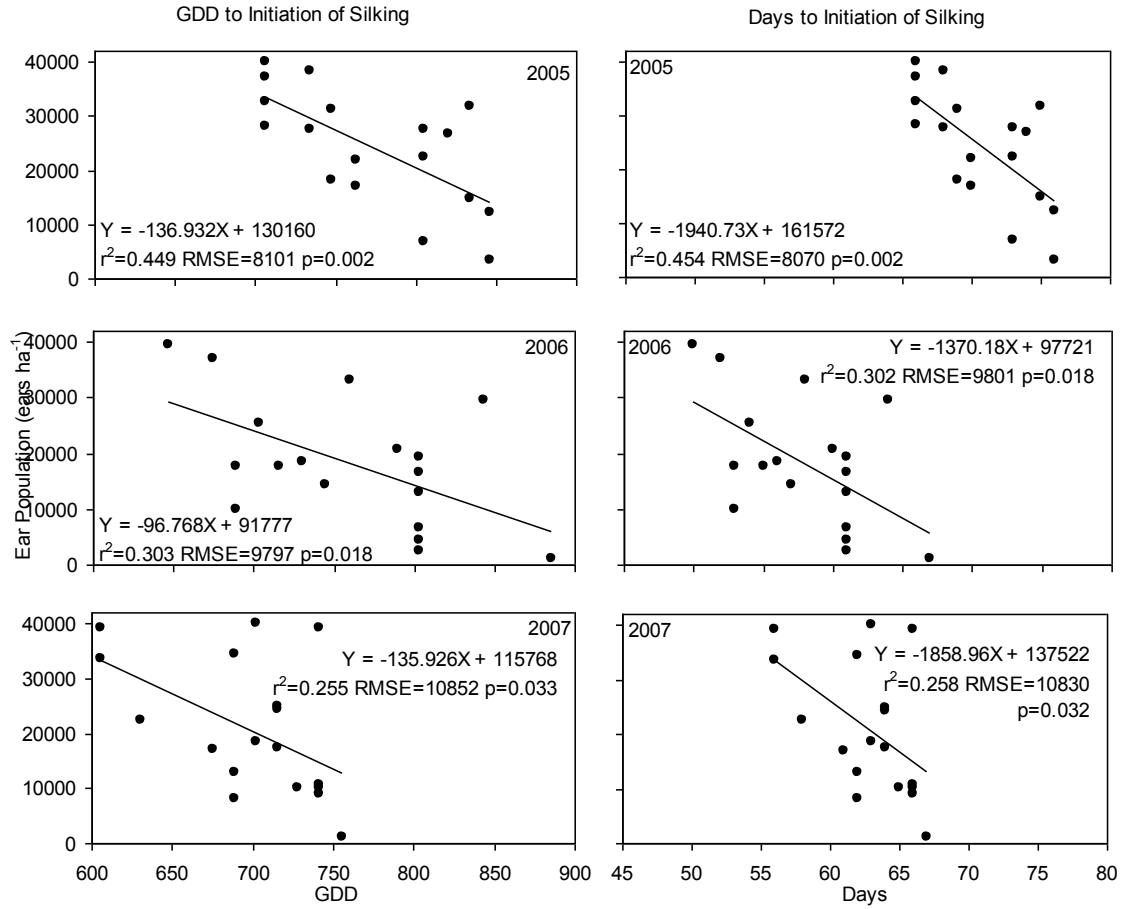 GDD to Initiation of Silking
Days to Initiation of Silking
Ear Population (ears ha⁻¹)
40000
30000
20000
10000
0
2005
Y = -136.932X + 130160
r²=0.449 RMSE=8101 p=0.002
2005
Y = -1940.73X + 161572
r²=0.454 RMSE=8070 p=0.002
40000
30000
20000
10000
0
2006
Y = -96.768X + 91777
r²=0.303 RMSE=9797 p=0.018
2006
Y = -1370.18X + 97721
r²=0.302 RMSE=9801 p=0.018
40000
30000
20000
10000
0
2007
Y = -135.926X + 115768
r²=0.255 RMSE=10852 p=0.033
2007
Y = -1858.96X + 137522
r²=0.258 RMSE=10830
p=0.032
600 650 700 750 800 850 900
GDD
45 50 55 60 65 70 75 80
Days